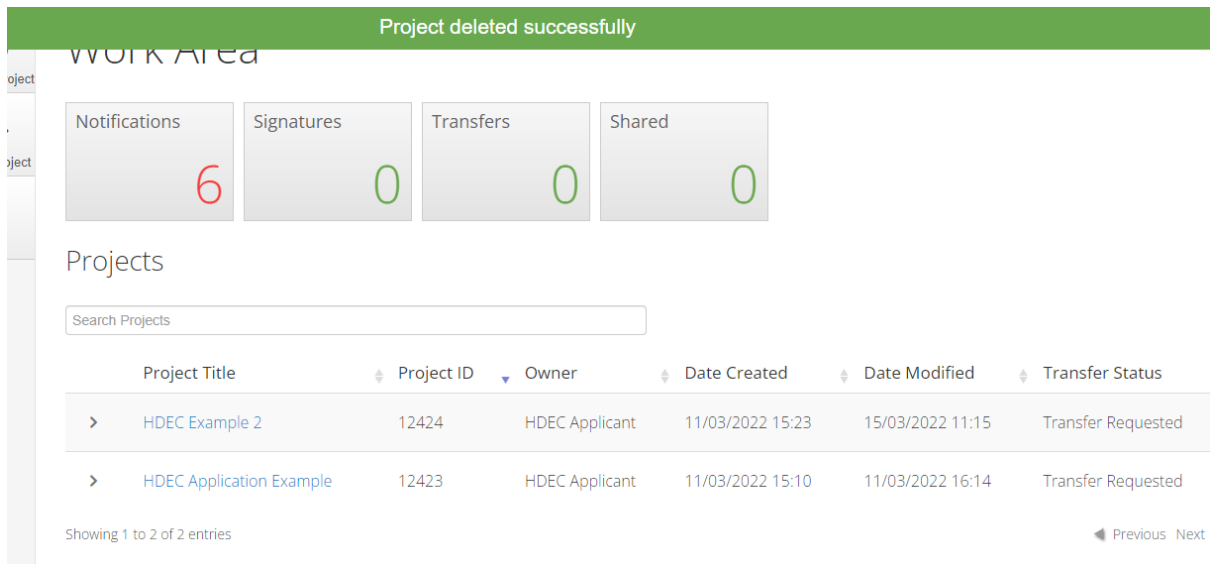 Project deleted successfully
Work Area
oject
oject
Notifications Signatures Transfers Shared
6 0 0 0
Projects
Search Projects
Project Title Project ID Owner Date Created Date Modified Transfer Status
HDEC Example 2 12424 HDEC Applicant 11/03/2022 15:23 15/03/2022 11:15 Transfer Requested
HDEC Application Example 12423 HDEC Applicant 11/03/2022 15:10 11/03/2022 16:14 Transfer Requested
Showing 1 to 2 of 2 entries Previous Next